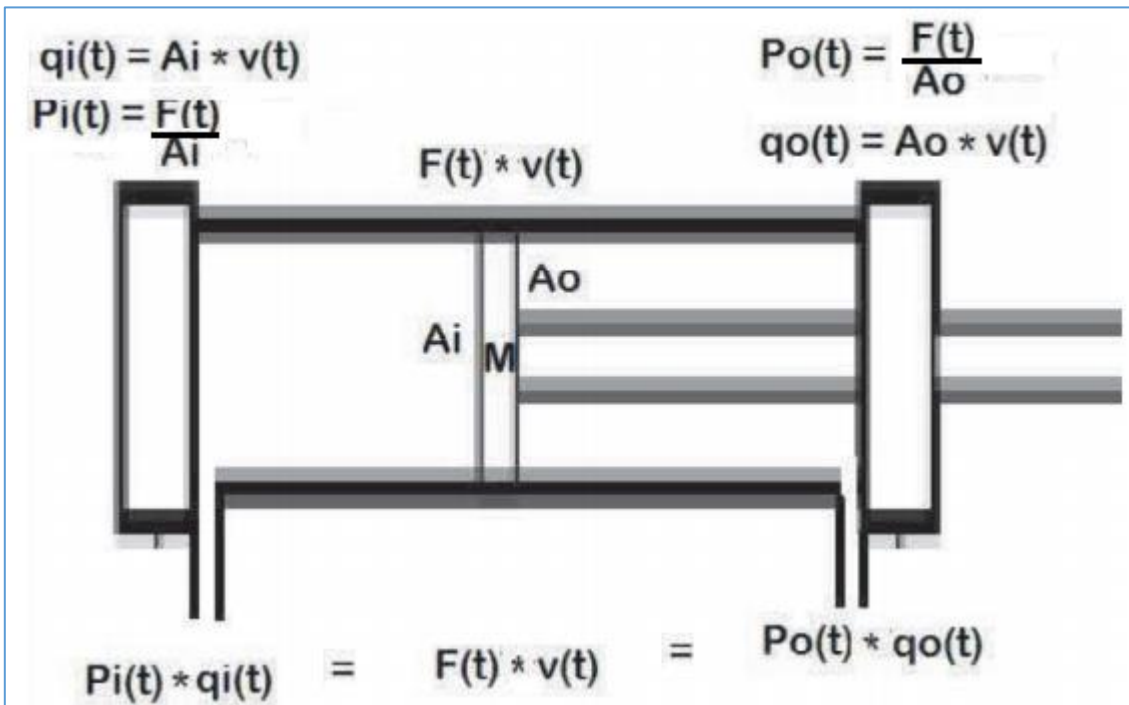 qi(t) = Ai * v(t)
Pi(t) = F(t)
Ai
Po(t) = F(t)
Ao
qo(t) = Ao * v(t)
F(t) * v(t)
Ao
Ai
M
Pi(t) * qi(t) = F(t) * v(t) = Po(t) * qo(t)